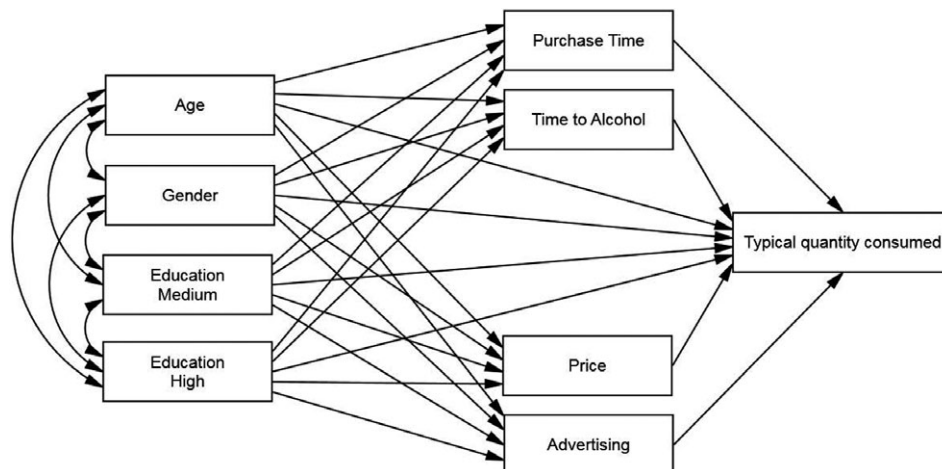 Purchase Time
Age
Time to Alcohol
Gender
Typical quantity consumed
Education
Medium
Education
High
Price
Advertising